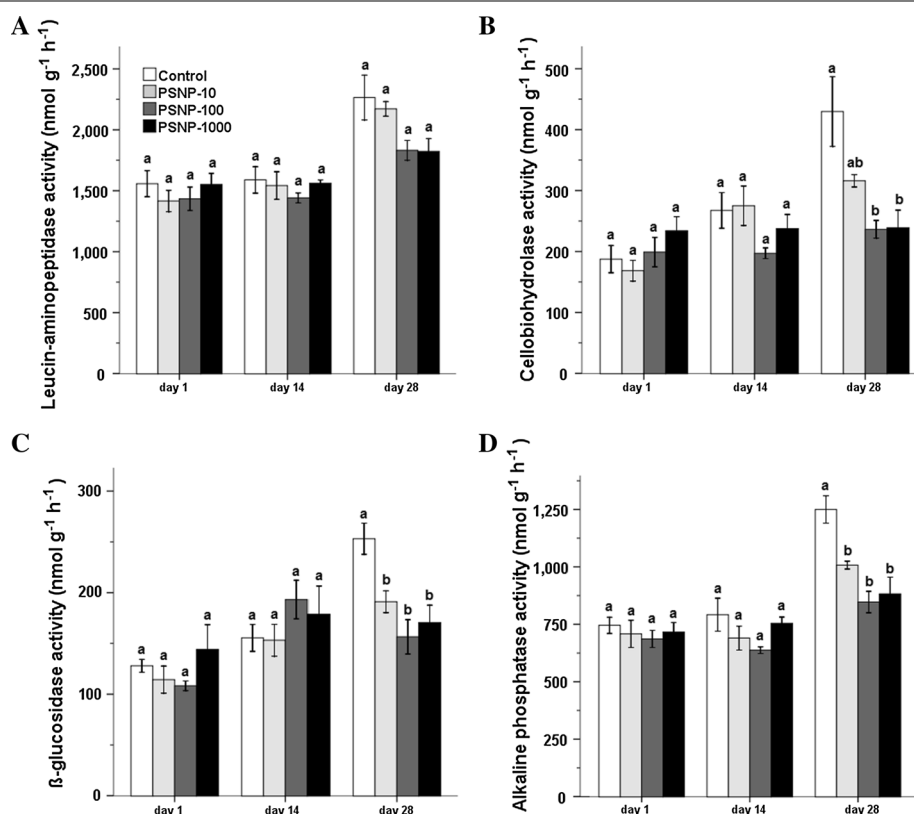 A
Leucin-aminopeptidase activity (nmol g-1 h-1)
2,500
2,000
1,500
1,000
500
0
Control
PSNP-10
PSNP-100
PSNP-1000
a a a a a a a a a a a a
day 1 day 14 day 28
B
Cellobiohydrolase activity (nmol g-1 h-1)
500
400
300
200
100
0
a a a a a a a a a ab b b
day 1 day 14 day 28
C
ß-glucosidase activity (nmol g-1 h-1)
300
200
100
0
a a a a a a a a a b b b
day 1 day 14 day 28
D
Alkaline phosphatase activity (nmol g-1 h-1)
1,250
1,000
750
500
250
0
a a a a a a a a a b b b
day 1 day 14 day 28